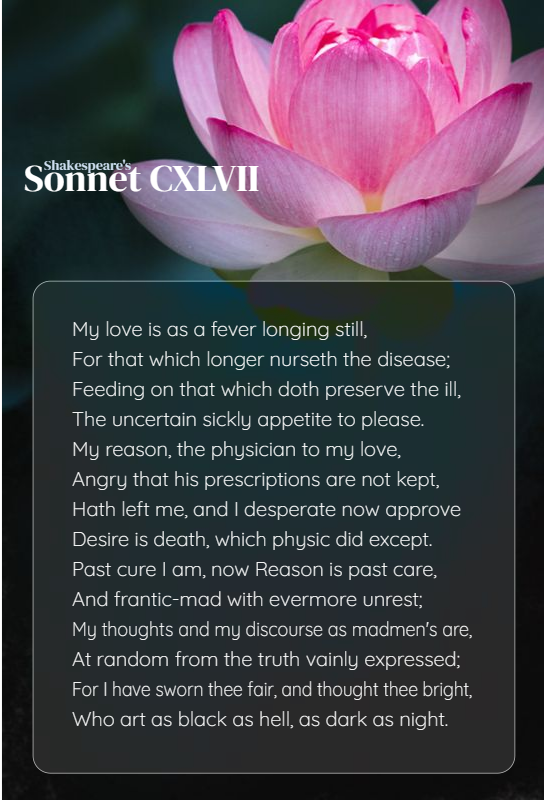 Shakespeare's
Sonnet CXLVII
My love is as a fever longing still,
For that which longer nurseth the disease;
Feeding on that which doth preserve the ill,
The uncertain sickly appetite to please.
My reason, the physician to my love,
Angry that his prescriptions are not kept,
Hath left me, and I desperate now approve
Desire is death, which physic did except.
Past cure I am, now Reason is past care,
And frantic-mad with evermore unrest;
My thoughts and my discourse as madmen's are,
At random from the truth vainly expressed;
For I have sworn thee fair, and thought thee bright,
Who art as black as hell, as dark as night.